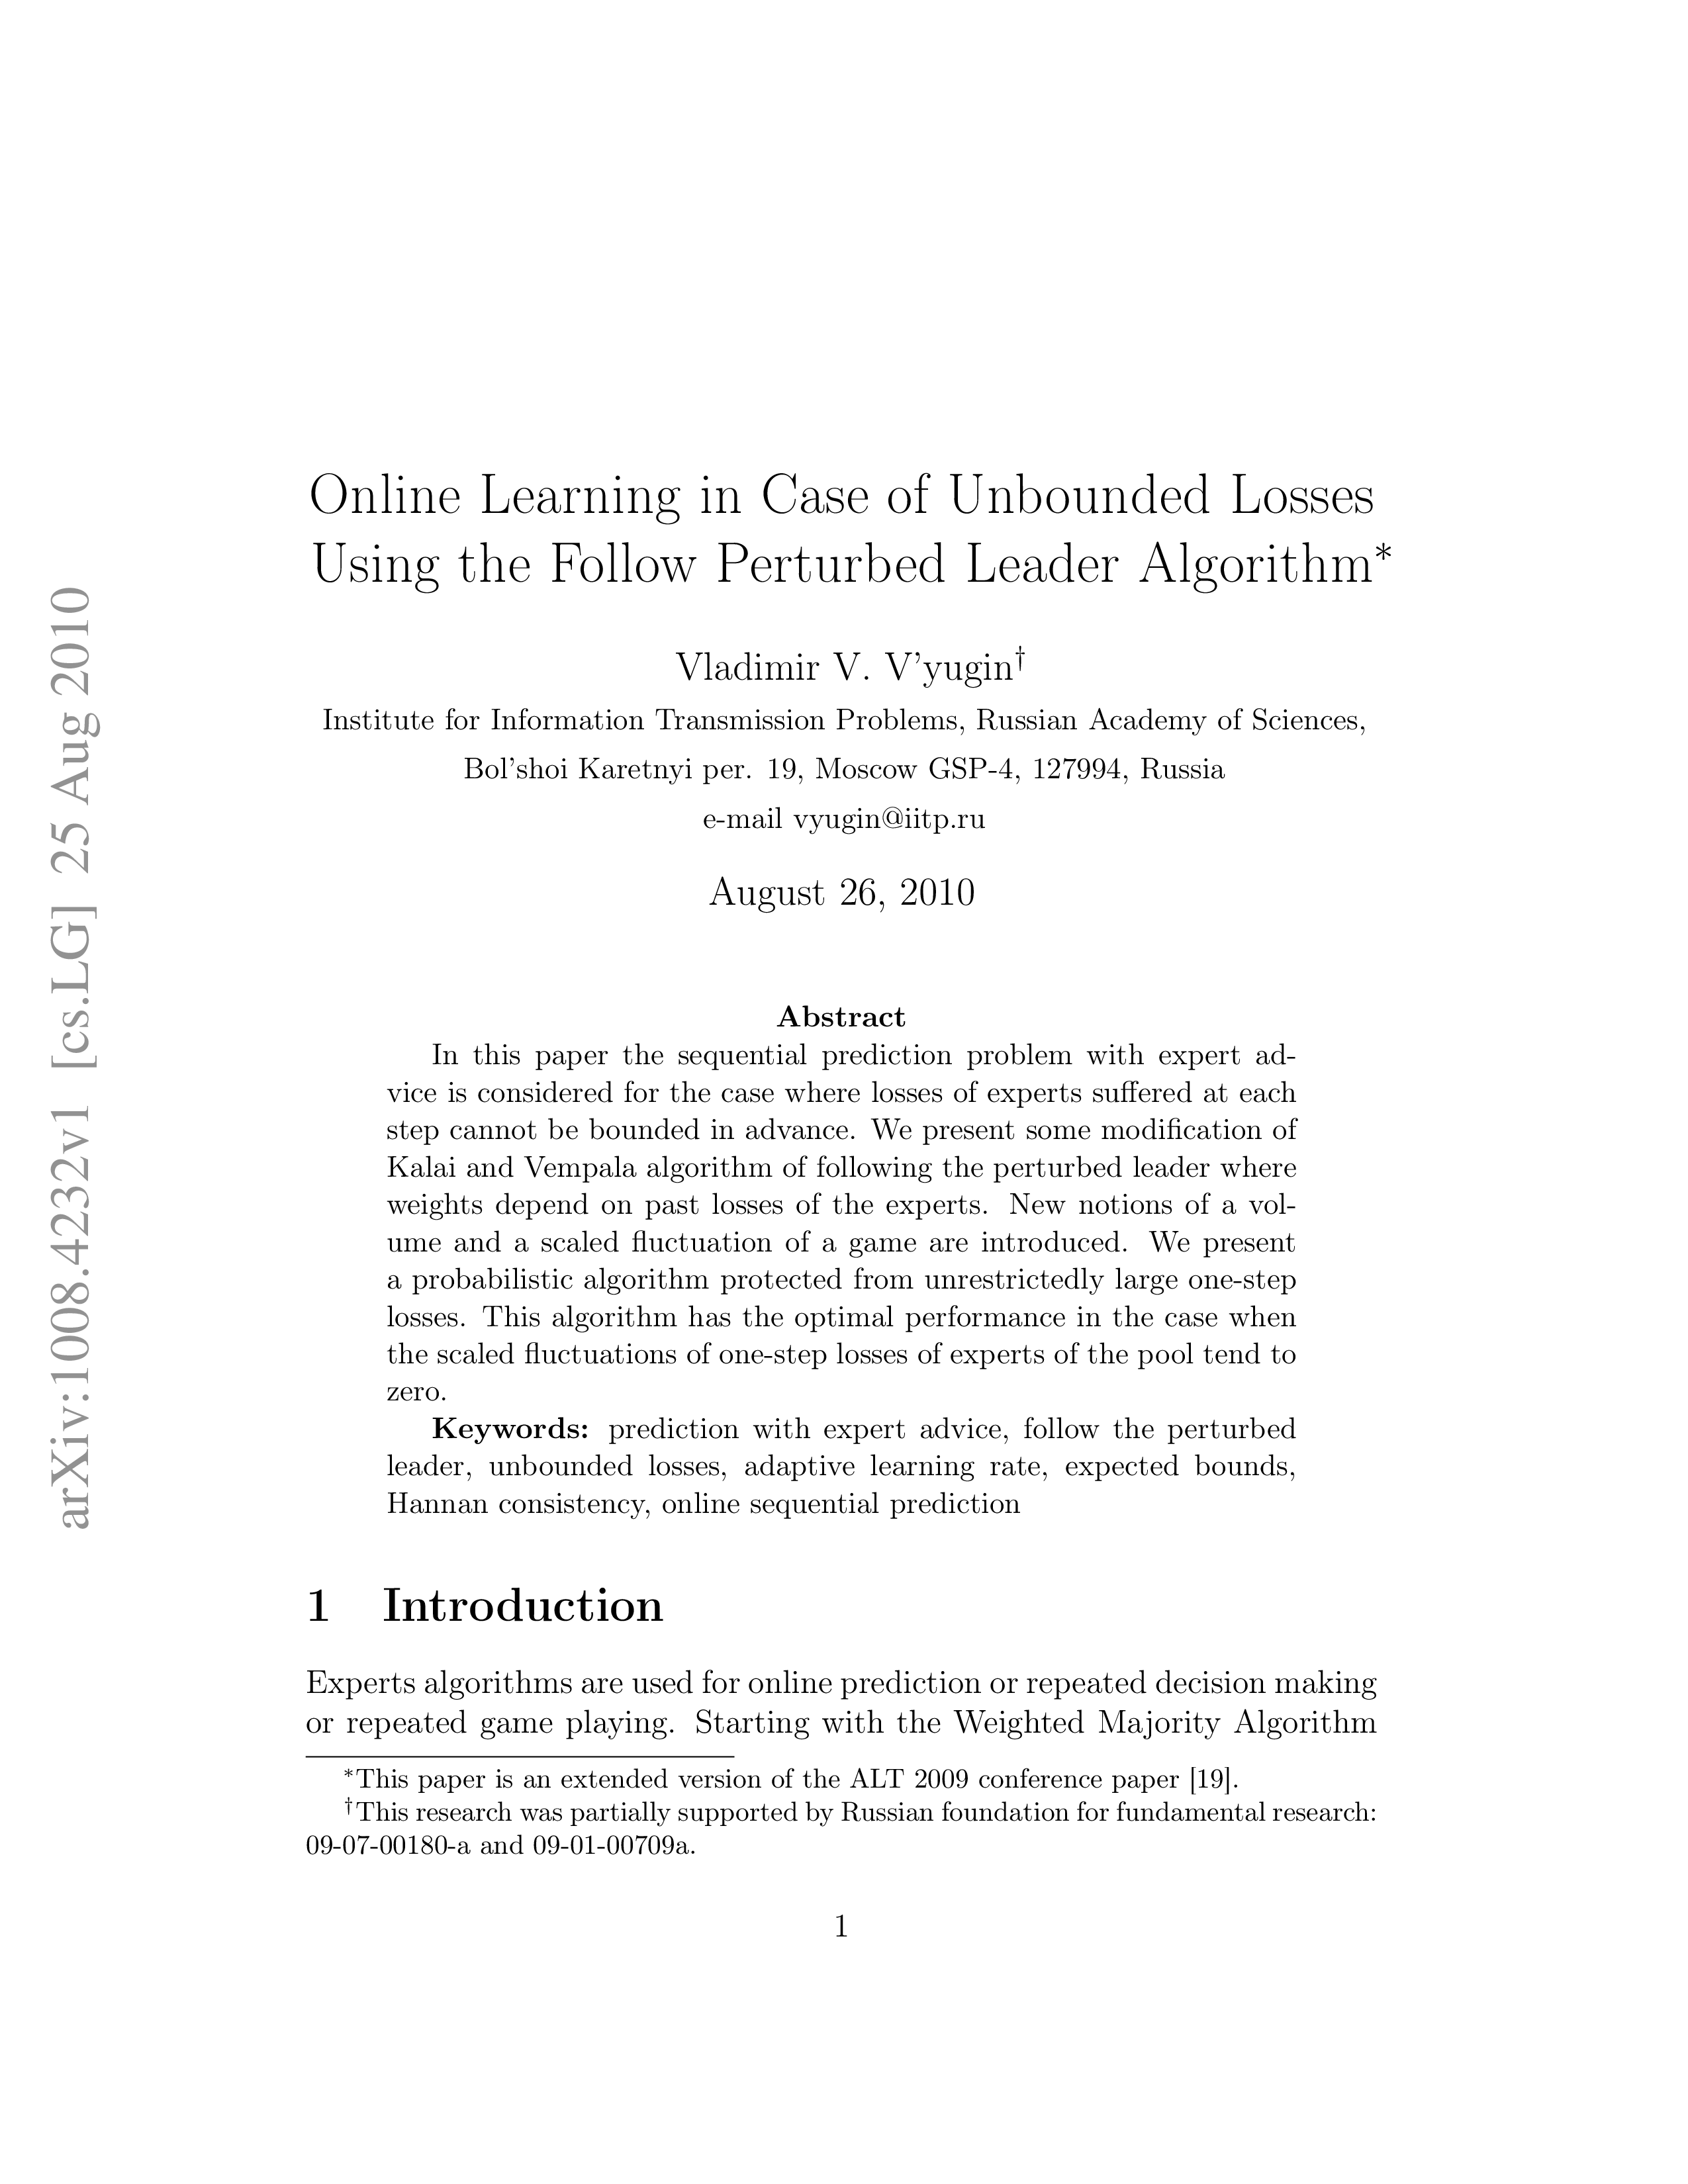 Online Learning in Case of Unbounded Losses
Using the Follow Perturbed Leader Algorithm*
Vladimir V. V'yugin†
Institute for Information Transmission Problems, Russian Academy of Sciences,
Bol'shoi Karetnyi per. 19, Moscow GSP-4, 127994, Russia
e-mail vyugin@iitp.ru
August 26, 2010
arXiv:1008.4232v1 [cs.LG] 25 Aug 2010
Abstract
In this paper the sequential prediction problem with expert ad-
vice is considered for the case where losses of experts suffered at each
step cannot be bounded in advance. We present some modification of
Kalai and Vempala algorithm of following the perturbed leader where
weights depend on past losses of the experts. New notions of a vol-
ume and a scaled fluctuation of a game are introduced. We present
a probabilistic algorithm protected from unrestrictedly large one-step
losses. This algorithm has the optimal performance in the case when
the scaled fluctuations of one-step losses of experts of the pool tend to
zero.
Keywords: prediction with expert advice, follow the perturbed
leader, unbounded losses, adaptive learning rate, expected bounds,
Hannan consistency, online sequential prediction
1 Introduction
Experts algorithms are used for online prediction or repeated decision making
or repeated game playing. Starting with the Weighted Majority Algorithm
*This paper is an extended version of the ALT 2009 conference paper [19].
†This research was partially supported by Russian foundation for fundamental research:
09-07-00180-a and 09-01-00709a.
1